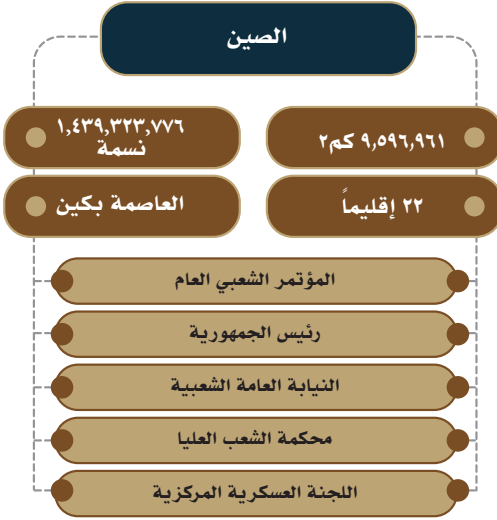 الصين
٩,٥٩٦,٩٦١ كم٢
١,٤٣٩,٣٢٣,٧٧٦
نسمة
٢٢ إقليماً
العاصمة بكين
المؤتمر الشعبي العام
رئيس الجمهورية
النيابة العامة الشعبية
محكمة الشعب العليا
اللجنة العسكرية المركزية